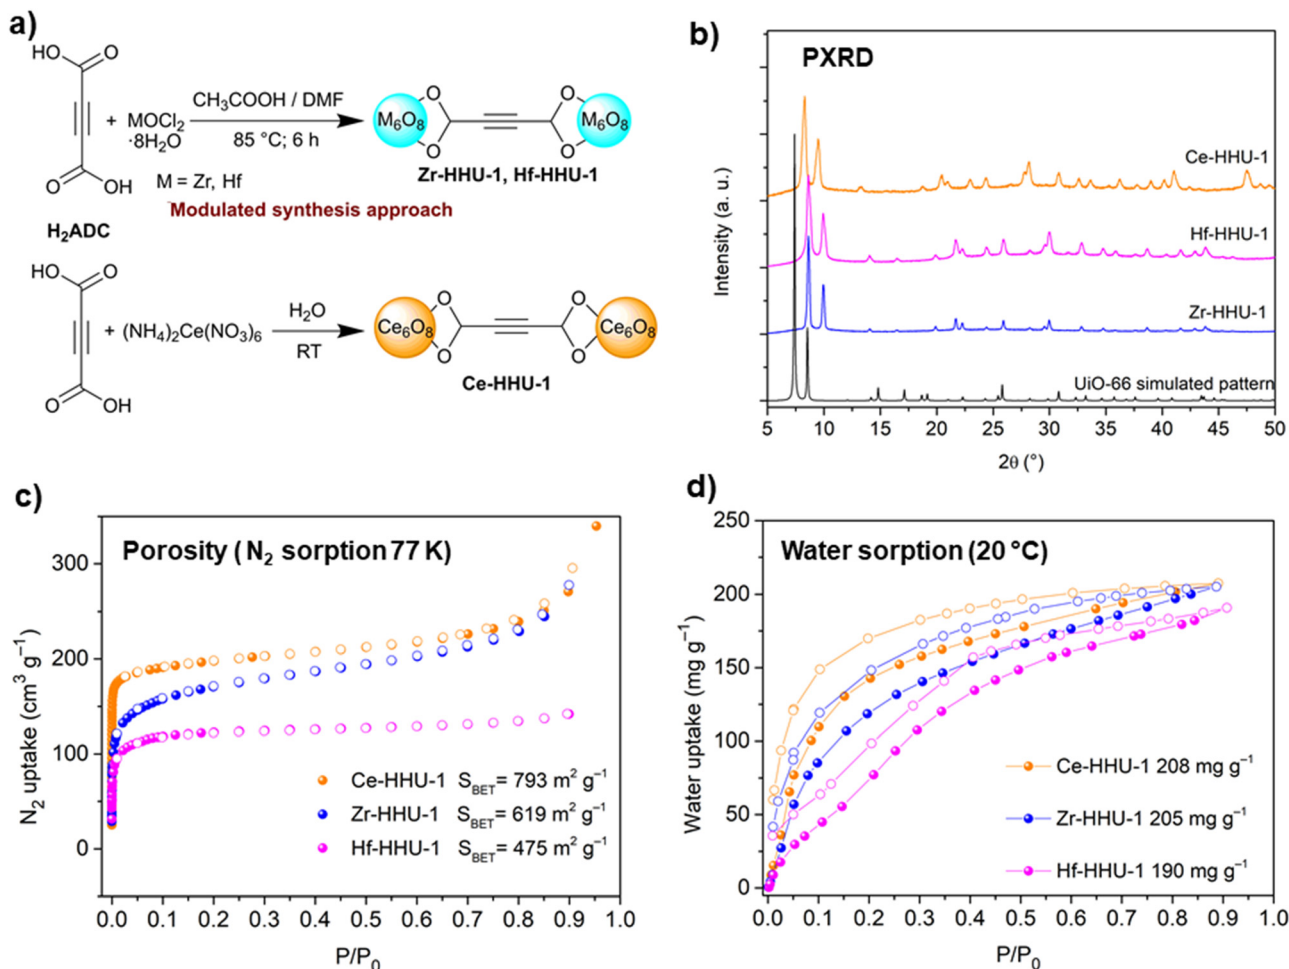 a)
HO
O
O
OH
H2ADC
+ MOCl2
·8H2O
CH3COOH / DMF
85 °C; 6 h
M = Zr, Hf
Modulated synthesis approach
M6O8
O
O
O
O
M6O8
Zr-HHU-1, Hf-HHU-1
HO
O
O
OH
+ (NH4)2Ce(NO3)6
H2O
RT
Ce6O8
O
O
O
O
Ce6O8
Ce-HHU-1
b)
PXRD
Intensity (a. u.)
Ce-HHU-1
Hf-HHU-1
Zr-HHU-1
UiO-66 simulated pattern
5 10 15 20 25 30 35 40 45 50
2θ (°)
c)
Porosity ( N2 sorption 77 K)
N2 uptake (cm3 g–1)
300
200
100
0
Ce-HHU-1 SBET= 793 m2 g–1
Zr-HHU-1 SBET= 619 m2 g–1
Hf-HHU-1 SBET= 475 m2 g–1
0.0 0.1 0.2 0.3 0.4 0.5 0.6 0.7 0.8 0.9 1.0
P/P0
d)
Water sorption (20 °C)
Water uptake (mg g–1)
250
200
150
100
50
0
Ce-HHU-1 208 mg g–1
Zr-HHU-1 205 mg g–1
Hf-HHU-1 190 mg g–1
0.0 0.1 0.2 0.3 0.4 0.5 0.6 0.7 0.8 0.9 1.0
P/P0